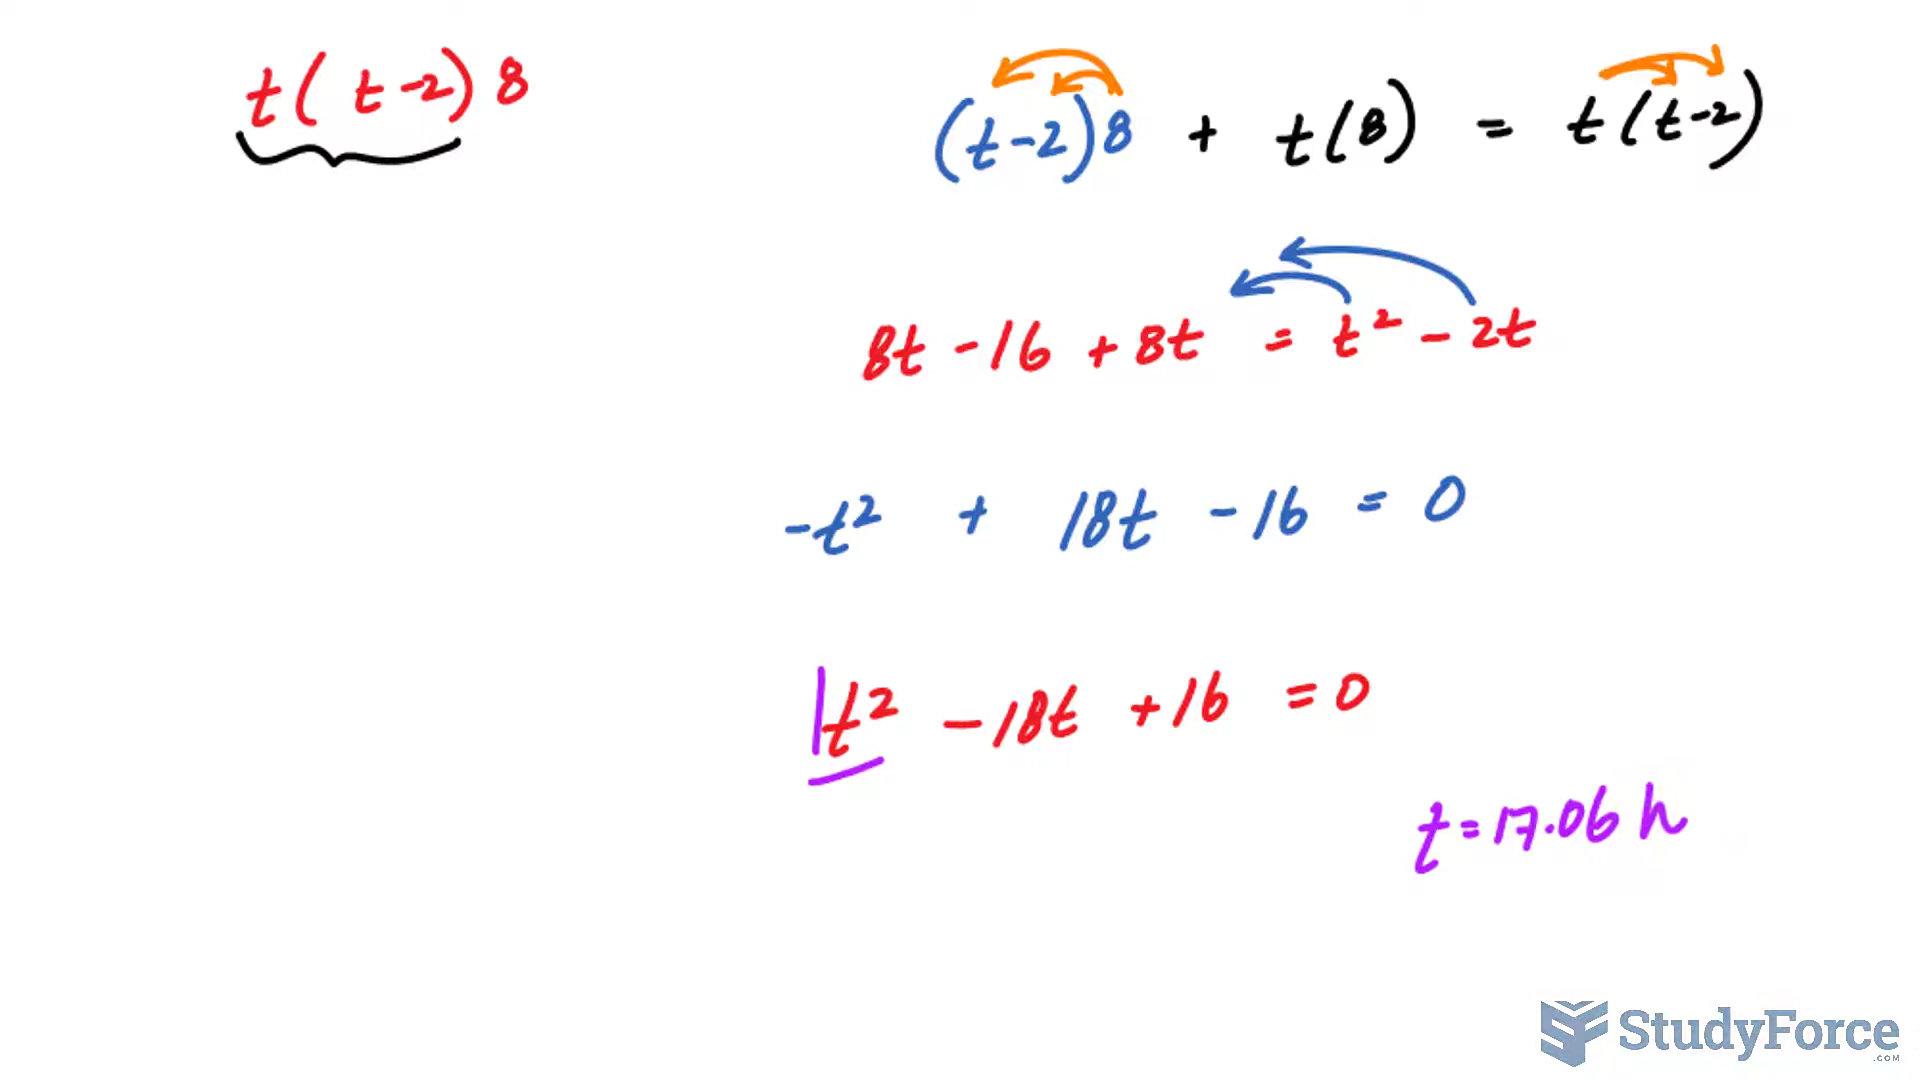 t(t-2)8
(t-2)8 + t(8) = t(t-2)
8t -16 +8t = t² - 2t
-t² + 18t -16 = 0
1t² - 18t +16 = 0
t=17.06 h
StudyForce
.COM